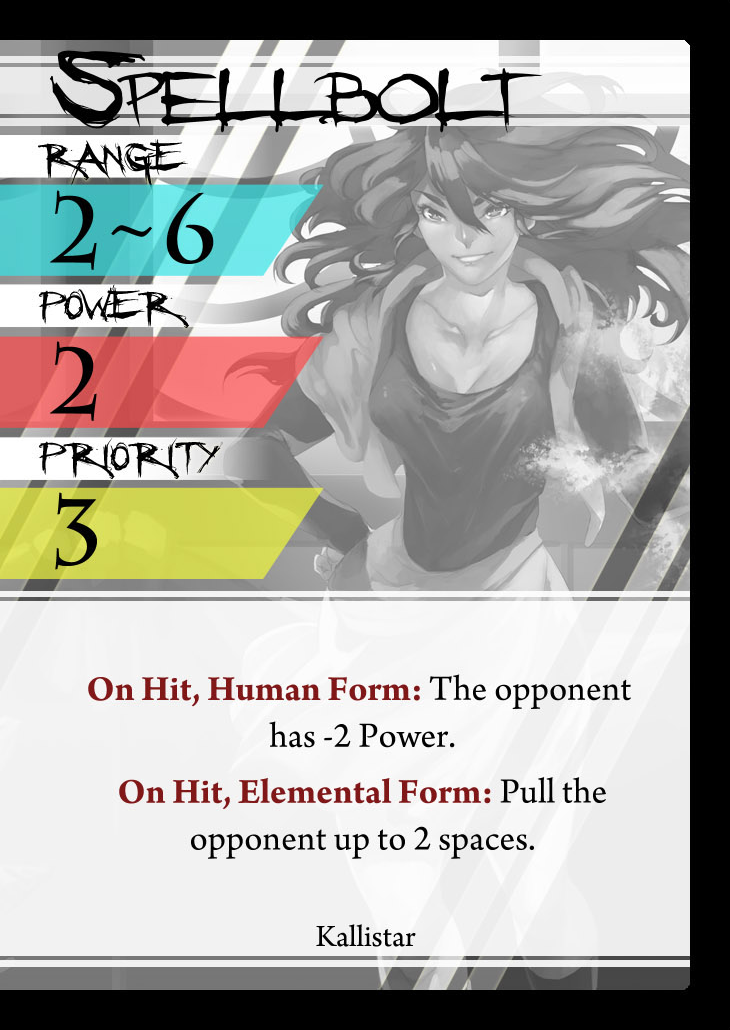 Spellbolt
Range
2~6
Power
2
Priority
3
On Hit, Human Form: The opponent
has -2 Power.
On Hit, Elemental Form: Pull the
opponent up to 2 spaces.
Kallistar